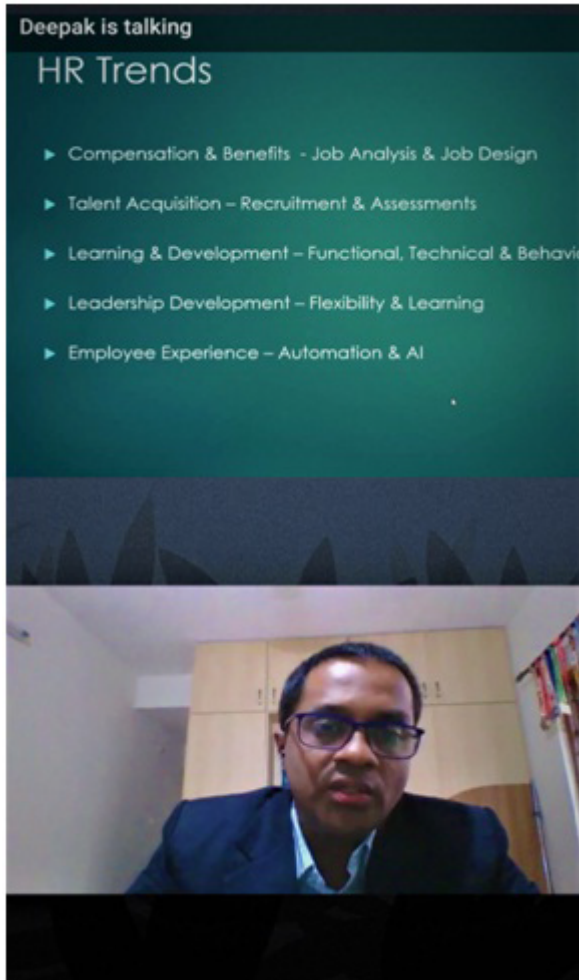 Deepak is talking
HR Trends
Compensation & Benefits - Job Analysis & Job Design
Talent Acquisition – Recruitment & Assessments
Learning & Development – Functional, Technical &
Leadership Development – Flexibility & Learning
Employee Experience – Automation & AI